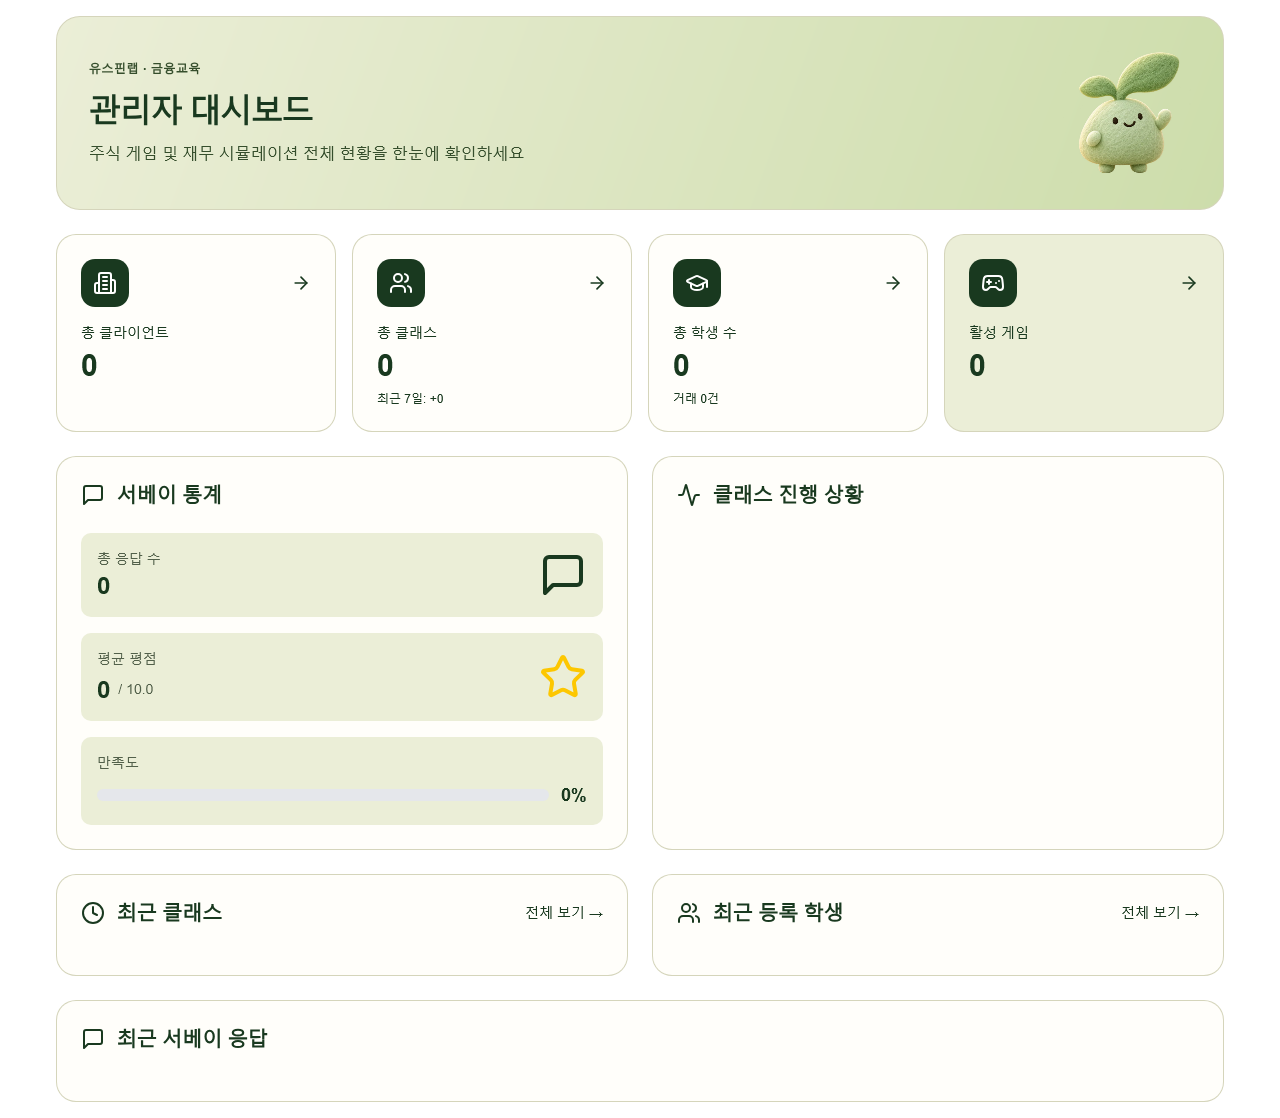 유스핀랩 · 금융교육
관리자 대시보드
주식 게임 및 재무 시뮬레이션 전체 현황을 한눈에 확인하세요
총 클라이언트
0
총 클래스
0
최근 7일: +0
총 학생 수
0
거래 0건
활성 게임
0
서베이 통계
총 응답 수
0
평균 평점
0 / 10.0
만족도
0%
클래스 진행 상황
최근 클래스
전체 보기 →
최근 등록 학생
전체 보기 →
최근 서베이 응답